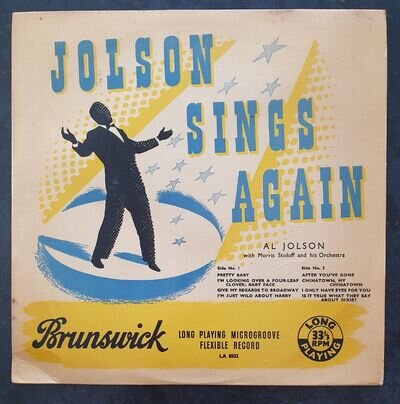 JOLSON
SINGS
AGAIN
AL JOLSON
with Morris Stoloff and his Orchestra
Side No. 1
PRETTY BABY
I'M LOOKING OVER A FOUR-LEAF
CLOVER; BABY FACE
GIVE MY REGARDS TO BROADWAY
I'M JUST WILD ABOUT HARRY
Side No. 2
AFTER YOU'VE GONE
CHINATOWN, MY
CHINATOWN
I ONLY HAVE EYES FOR YOU
IS IT TRUE WHAT THEY SAY
ABOUT DIXIE?
Brunswick
LONG PLAYING MICROGROOVE
FLEXIBLE RECORD
LA 8502
LONG
33⅓
RPM
PLAYING